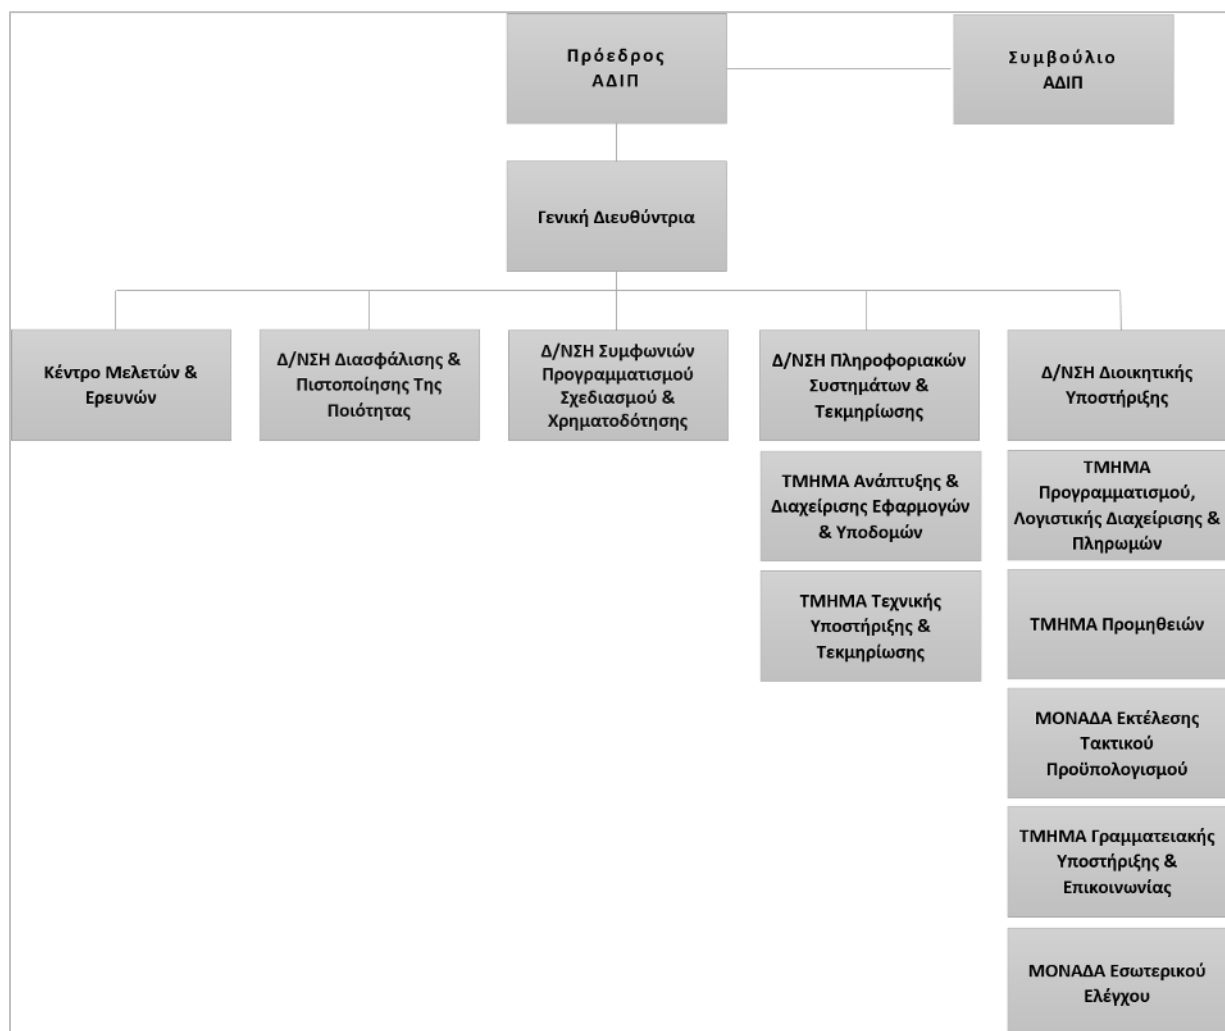 Πρόεδρος
ΑΔΙΠ
Συμβούλιο
ΑΔΙΠ
Γενική Διευθύντρια
Κέντρο Μελετών &
Ερευνών
Δ/ΝΣΗ Διασφάλισης &
Πιστοποίησης Της
Ποιότητας
Δ/ΝΣΗ Συμφωνιών
Προγραμματισμού
Σχεδιασμού &
Χρηματοδότησης
Δ/ΝΣΗ Πληροφοριακών
Συστημάτων &
Τεκμηρίωσης
Δ/ΝΣΗ Διοικητικής
Υποστήριξης
ΤΜΗΜΑ Ανάπτυξης &
Διαχείρισης Εφαρμογών
& Υποδομών
ΤΜΗΜΑ Τεχνικής
Υποστήριξης &
Τεκμηρίωσης
ΤΜΗΜΑ
Προγραμματισμού,
Λογιστικής Διαχείρισης &
Πληρωμών
ΤΜΗΜΑ Προμηθειών
ΜΟΝΑΔΑ Εκτέλεσης
Τακτικού
Προϋπολογισμού
ΤΜΗΜΑ Γραμματειακής
Υποστήριξης &
Επικοινωνίας
ΜΟΝΑΔΑ Εσωτερικού
Ελέγχου